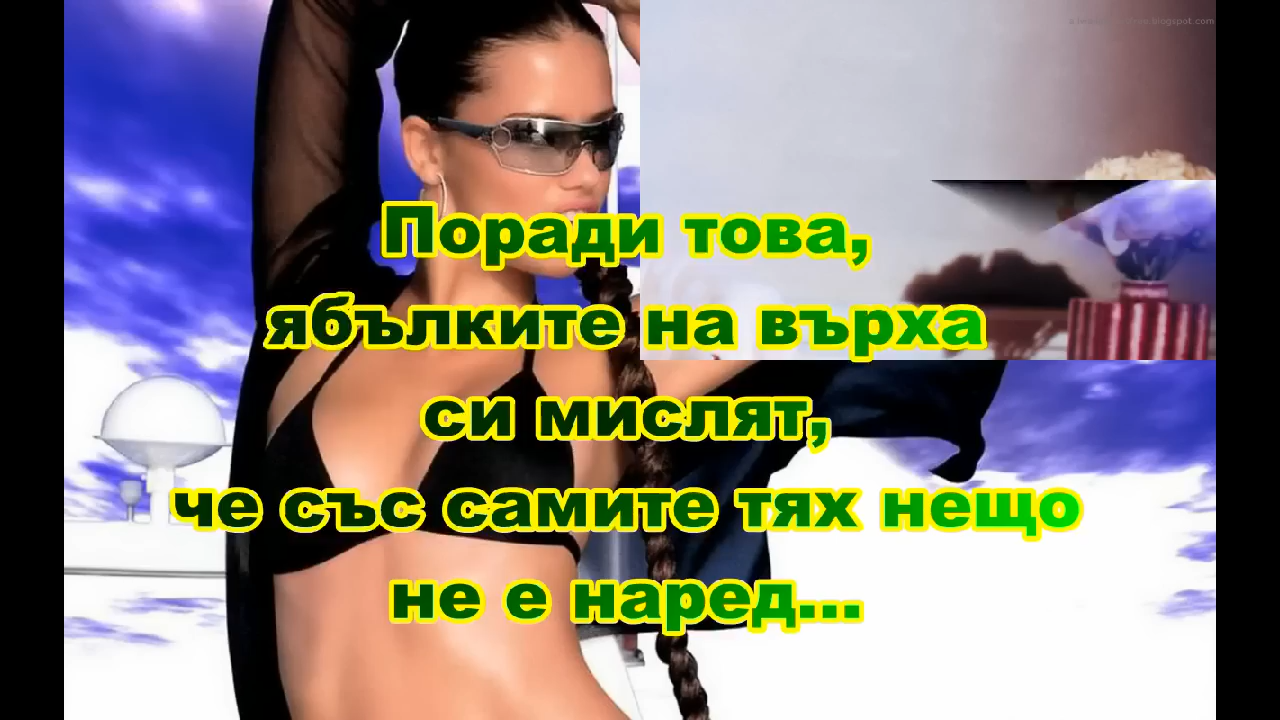 Поради това,
ябълките на върха
си мислят,
че със самите тях нещо
не е наред...